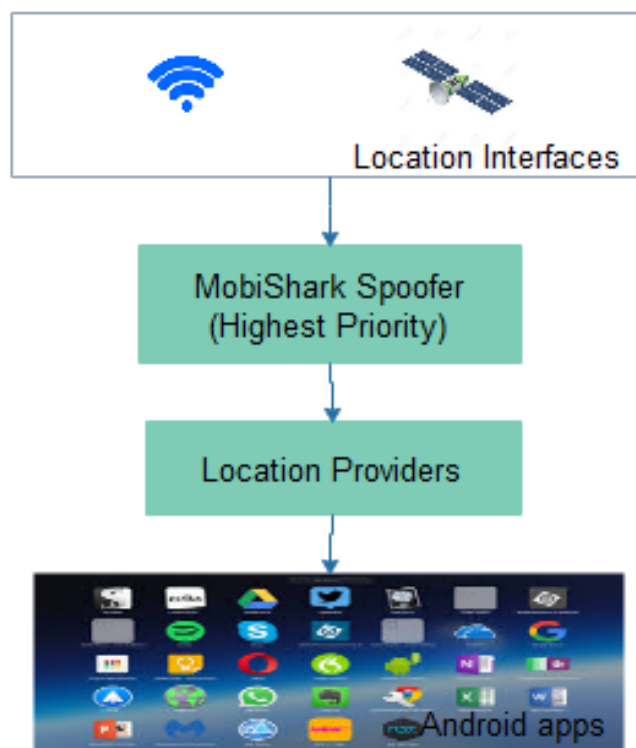 Location Interfaces
MobiShark Spoofer
(Highest Priority)
Location Providers
Android apps